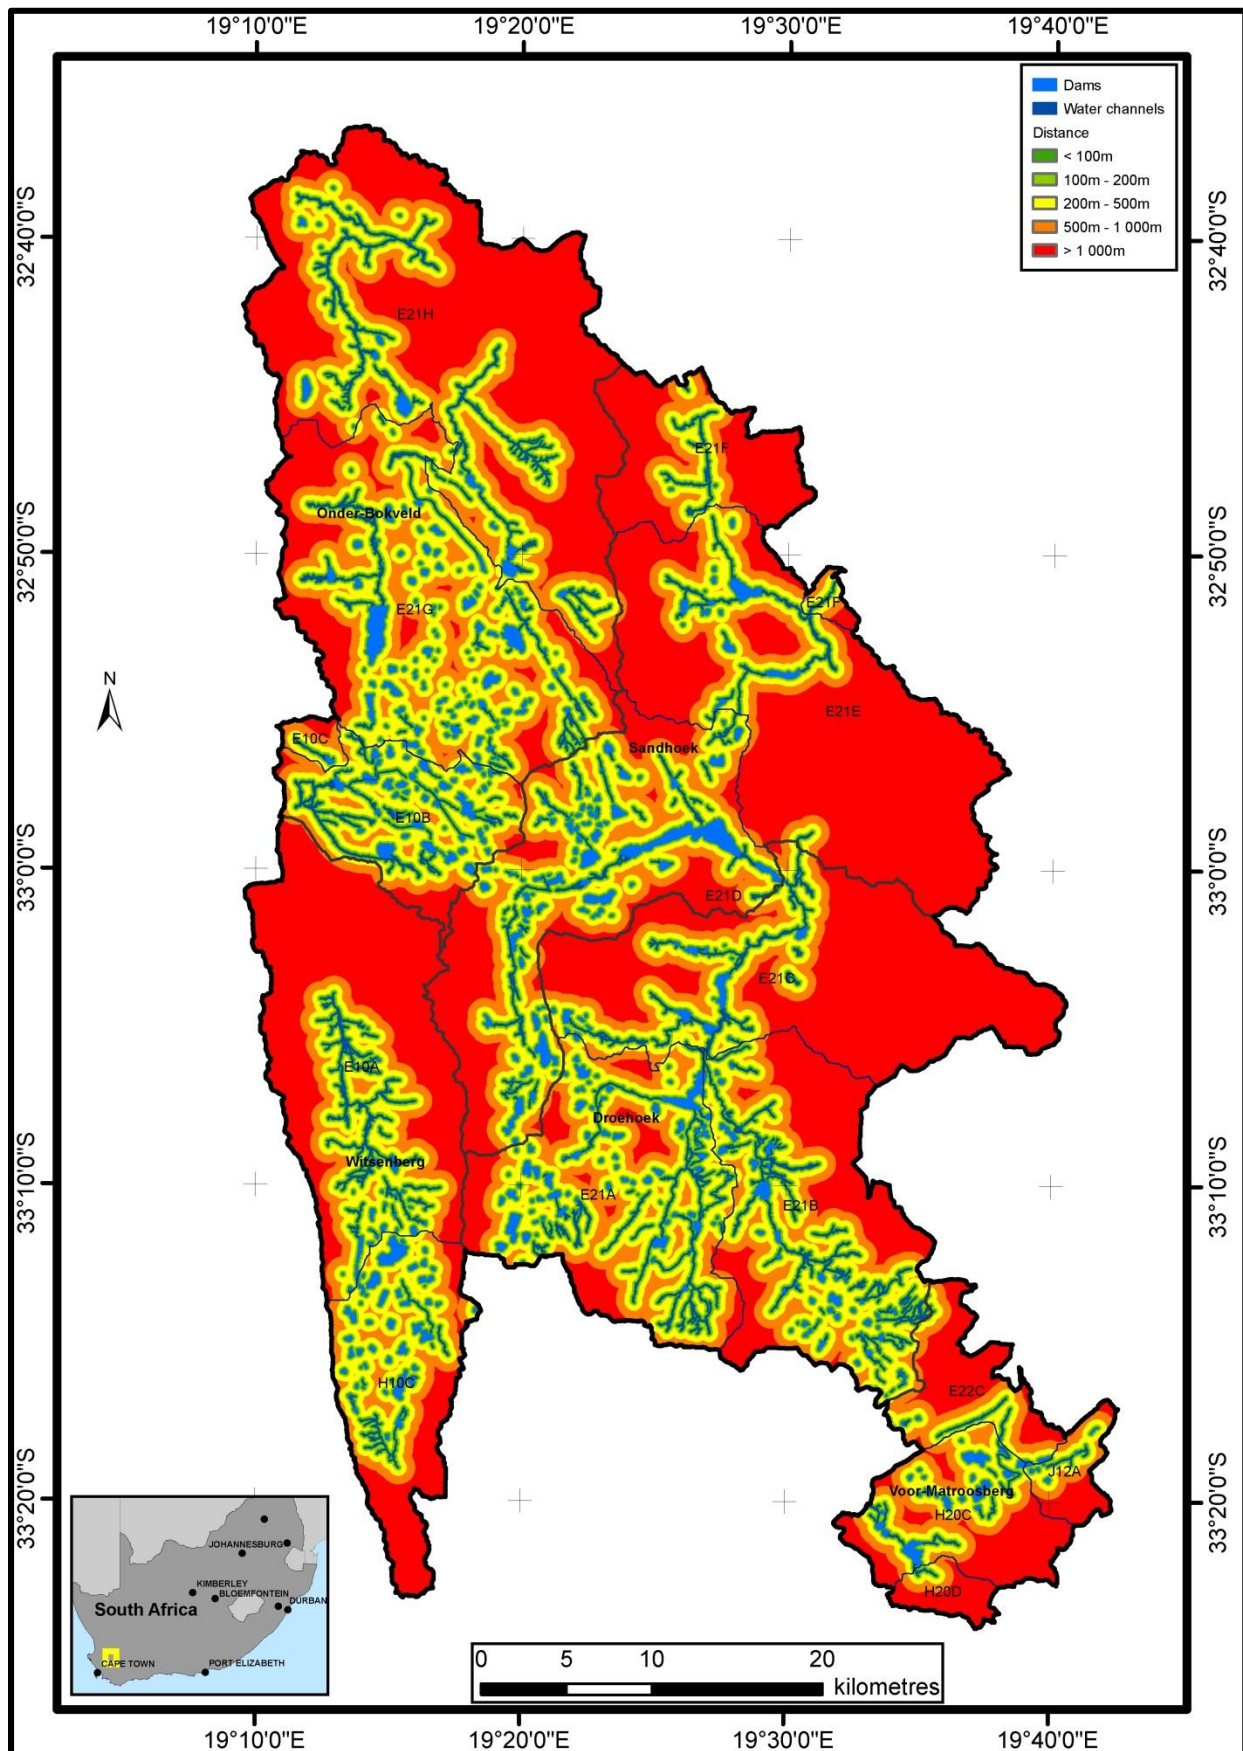 19°10'0"E 19°20'0"E 19°30'0"E 19°40'0"E
Dams
Water channels
Distance
< 100m
100m - 200m
200m - 500m
500m - 1 000m
> 1 000m
32°40'0"S 32°40'0"S
E21H
E21F
Onder-Bokveld
32°50'0"S 32°50'0"S
E21F
E21G
N
E21E
E10C
Sandhoek
E10B
33°0'0"S 33°0'0"S
E21D
E21C
E10A
Droehoek
Witsenberg
33°10'0"S 33°10'0"S
E21A
E21B
H10C
E22C
J12A
Voor-Matroosberg
33°20'0"S 33°20'0"S
H20C
H20D
JOHANNESBURG
KIMBERLEY
BLOEMFONTEIN
DURBAN
South Africa
CAPE TOWN
PORT ELIZABETH
0 5 10 20
kilometres
19°10'0"E 19°20'0"E 19°30'0"E 19°40'0"E